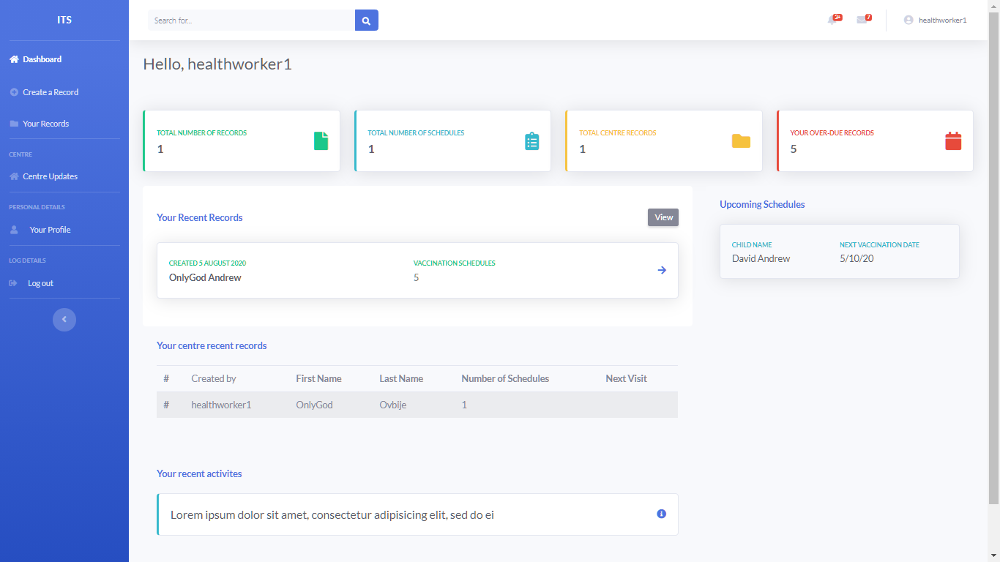 ITS
Dashboard
Create a Record
Your Records
CENTRE
Centre Updates
PERSONAL DETAILS
Your Profile
LOG DETAILS
Log out
Search for...
3+
7
healthworker1
Hello, healthworker1
TOTAL NUMBER OF RECORDS
1
TOTAL NUMBER OF SCHEDULES
1
TOTAL CENTRE RECORDS
1
YOUR OVER-DUE RECORDS
5
Your Recent Records
View
CREATED 5 AUGUST 2020 VACCINATION SCHEDULES
OnlyGod Andrew 5
Upcoming Schedules
CHILD NAME NEXT VACCINATION DATE
David Andrew 5/10/20
Your centre recent records
# Created by First Name Last Name Number of Schedules Next Visit
# healthworker1 OnlyGod Ovbije 1
Your recent activites
Lorem ipsum dolor sit amet, consectetur adipisicing elit, sed do ei